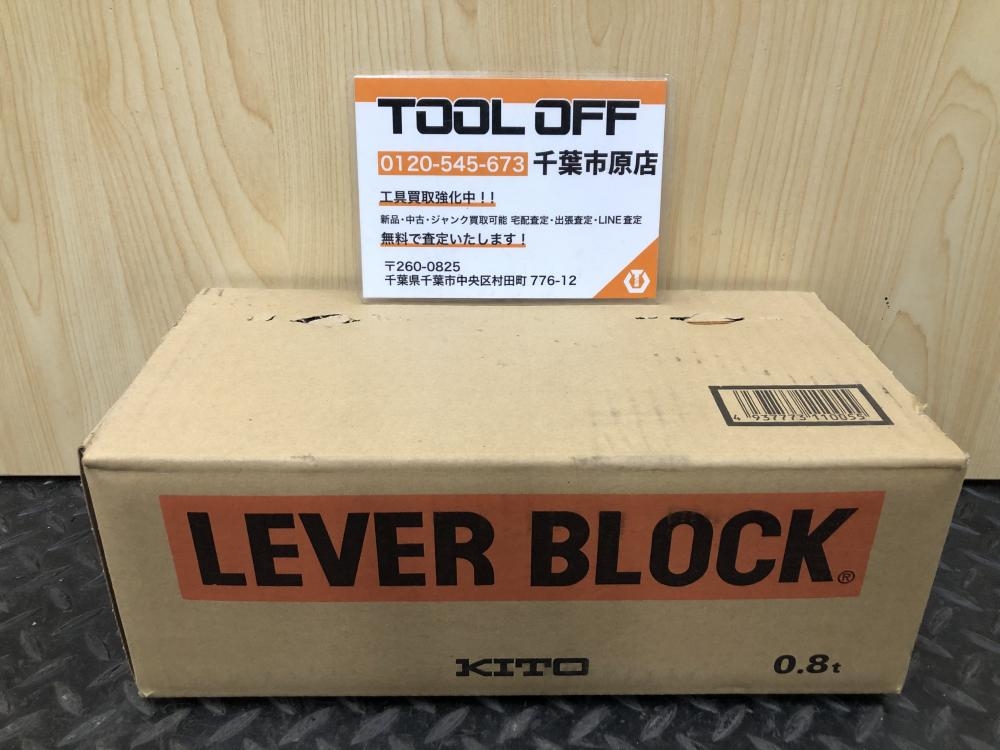 TOOL OFF
0120-545-673 千葉市原店
工具買取強化中!!
新品・中古・ジャンク買取可能 宅配査定・出張査定・LINE査定
無料で査定いたします!
〒260-0825
千葉県千葉市中央区村田町 776-12
4 937773 110855
LEVER BLOCK®
KITO
0.8t